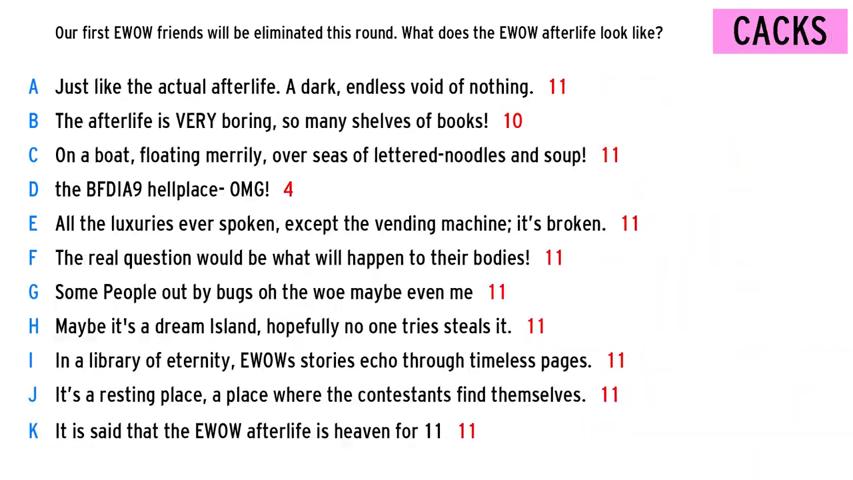 Our first EWOW friends will be eliminated this round. What does the EWOW afterlife look like?
CACKS
A Just like the actual afterlife. A dark, endless void of nothing. 11
B The afterlife is VERY boring, so many shelves of books! 10
C On a boat, floating merrily, over seas of lettered-noodles and soup! 11
D the BFDIA9 hellplace- OMG! 4
E All the luxuries ever spoken, except the vending machine; it’s broken. 11
F The real question would be what will happen to their bodies! 11
G Some People out by bugs oh the woe maybe even me 11
H Maybe it's a dream Island, hopefully no one tries steals it. 11
I In a library of eternity, EWOWs stories echo through timeless pages. 11
J It’s a resting place, a place where the contestants find themselves. 11
K It is said that the EWOW afterlife is heaven for 11 11